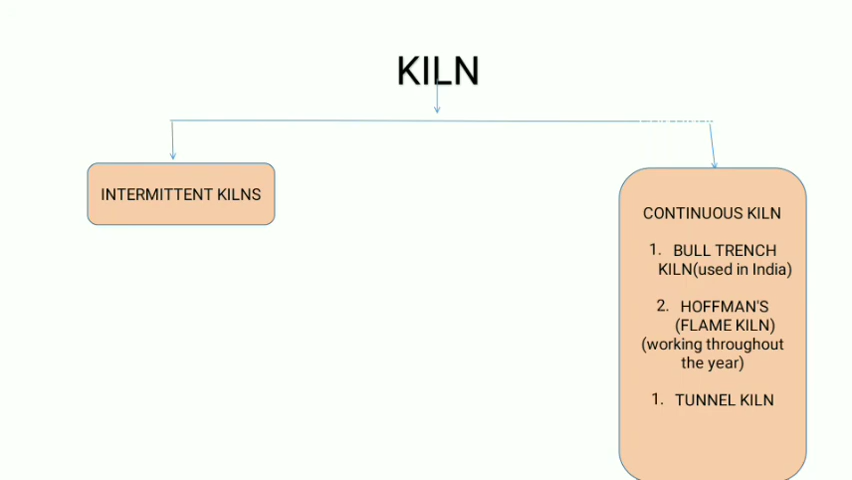 KILN
INTERMITTENT KILNS
CONTINUOUS KILN
1. BULL TRENCH
KILN(used in India)
2. HOFFMAN'S
(FLAME KILN)
(working throughout
the year)
1. TUNNEL KILN